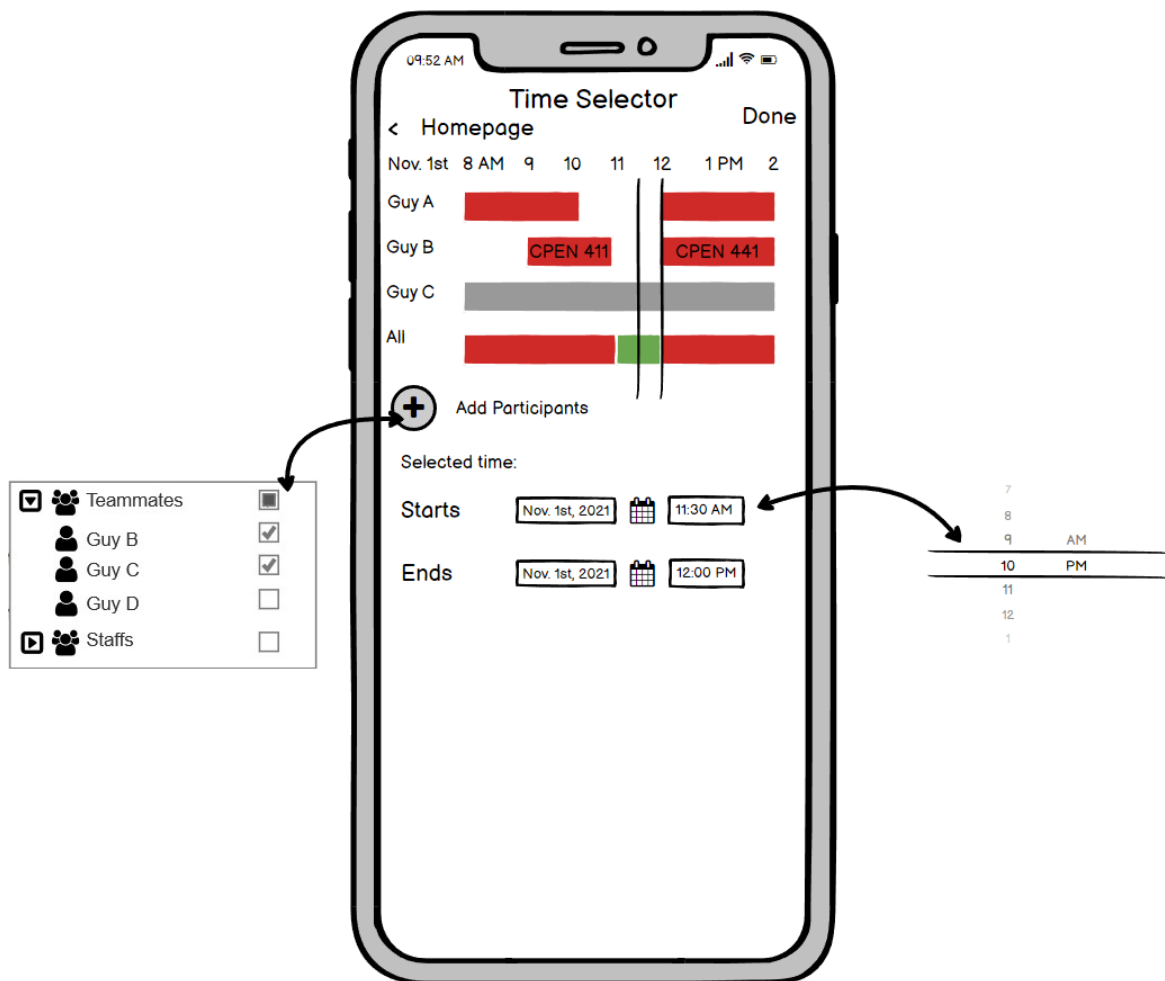 09:52 AM
Time Selector
< Homepage
Done
Nov. 1st 8 AM 9 10 11 12 1 PM 2
Guy A
Guy B CPEN 411 CPEN 441
Guy C
All
Add Participants
Selected time:
Starts Nov. 1st, 2021 11:30 AM
Ends Nov. 1st, 2021 12:00 PM
Teammates
Guy B
Guy C
Guy D
Staffs
7
8
9 AM
10 PM
11
12
1